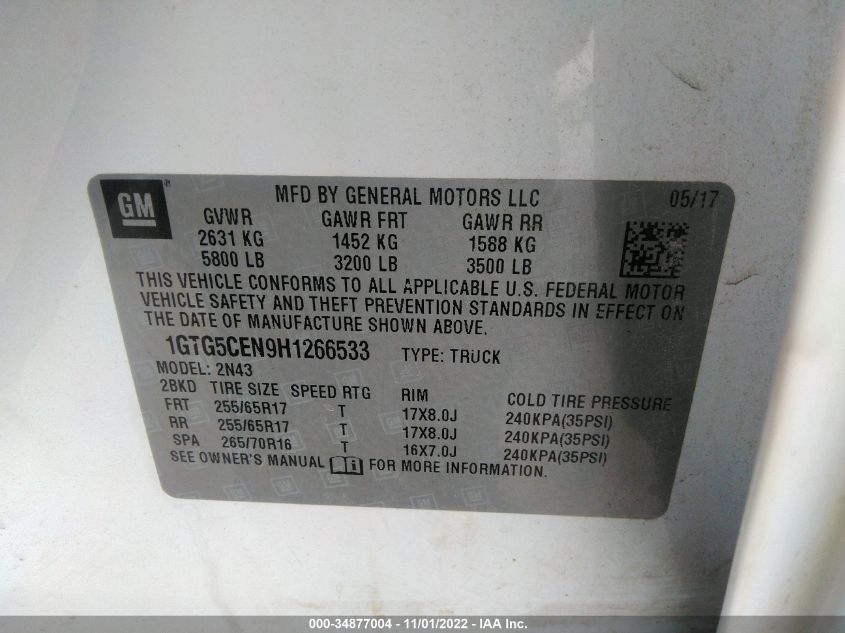 GM
MFD BY GENERAL MOTORS LLC 05/17
GVWR GAWR FRT GAWR RR
2631 KG 1452 KG 1588 KG
5800 LB 3200 LB 3500 LB
THIS VEHICLE CONFORMS TO ALL APPLICABLE U.S. FEDERAL MOTOR
VEHICLE SAFETY AND THEFT PREVENTION STANDARDS IN EFFECT ON
THE DATE OF MANUFACTURE SHOWN ABOVE.
1GTG5CEN9H1266533 TYPE: TRUCK
MODEL: 2N43
2BKD TIRE SIZE SPEED RTG RIM COLD TIRE PRESSURE
FRT 255/65R17 T 17X8.0J 240KPA(35PSI)
RR 255/65R17 T 17X8.0J 240KPA(35PSI)
SPA 265/70R16 T 16X7.0J 240KPA(35PSI)
SEE OWNER'S MANUAL FOR MORE INFORMATION.
000-34877004 - 11/01/2022 - IAA Inc.